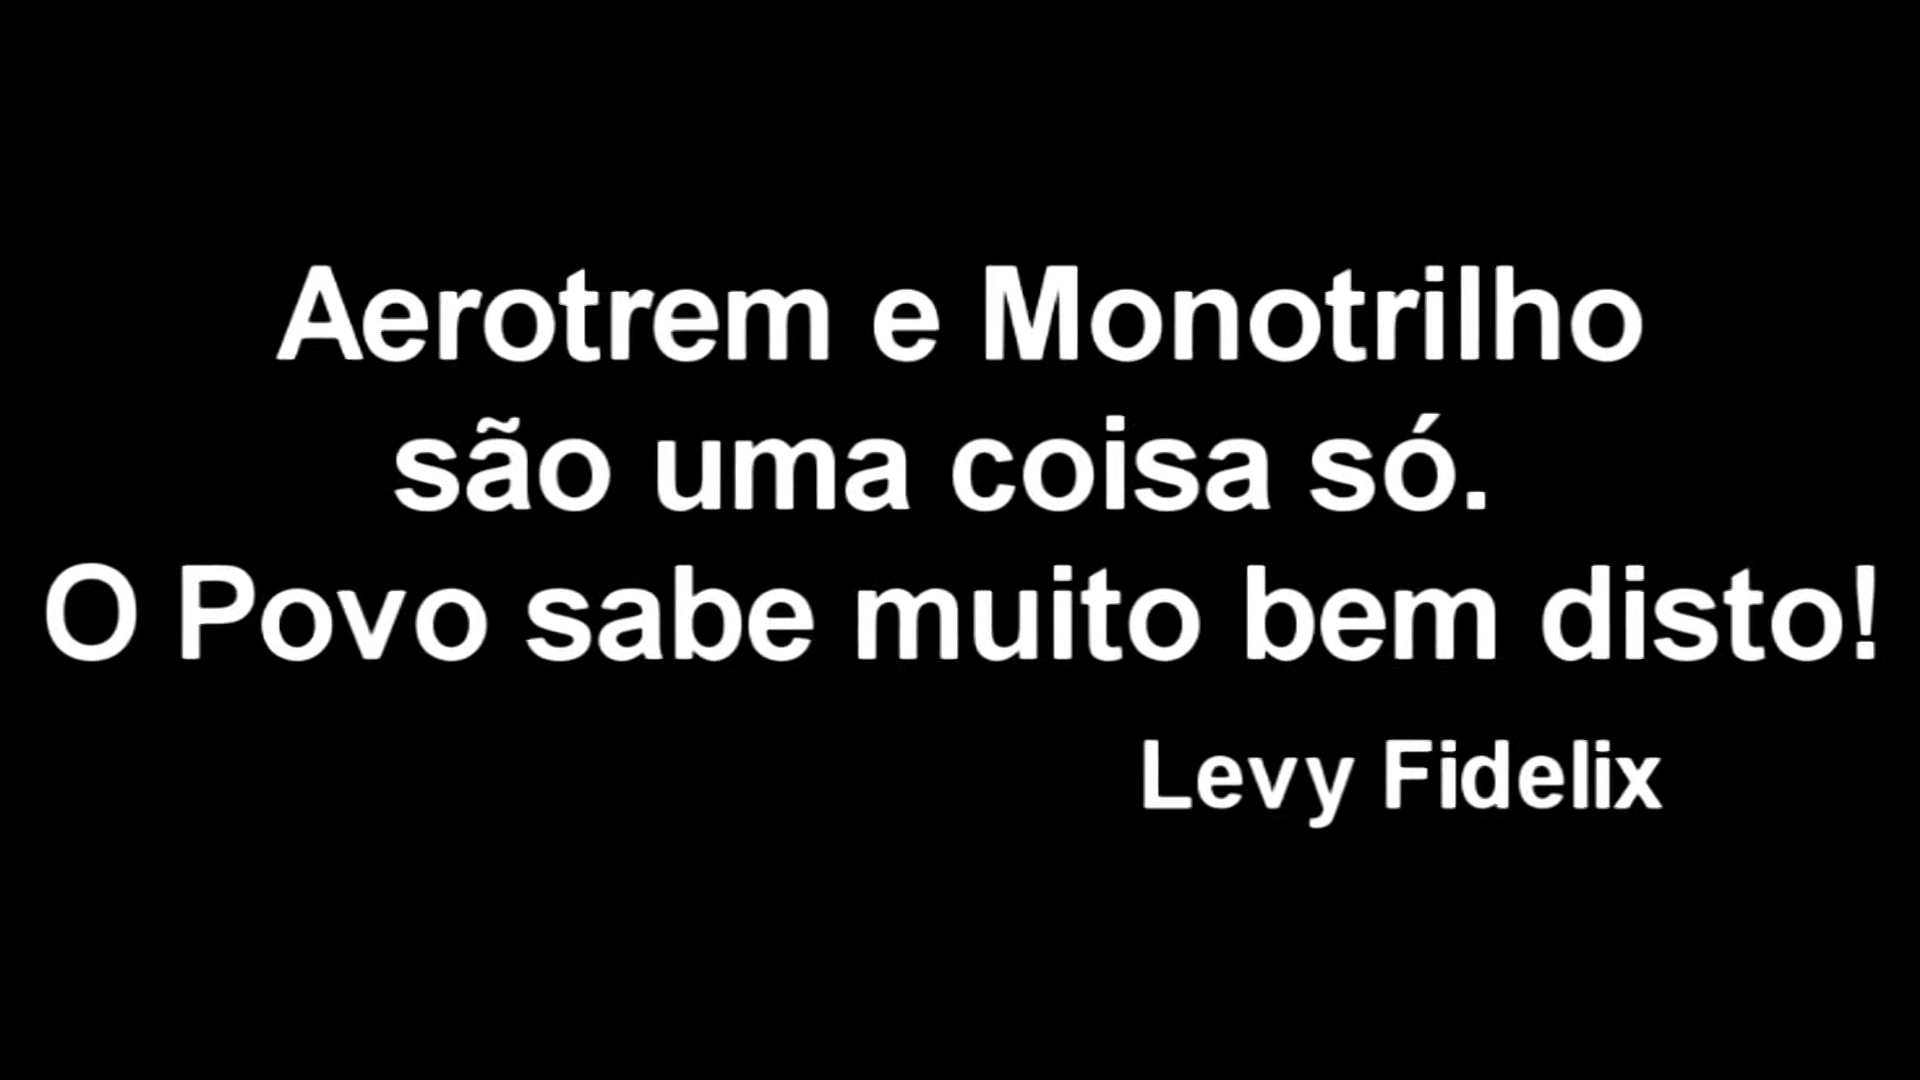 Aerotrem e Monotrilho
são uma coisa só.
O Povo sabe muito bem disto!
Levy Fidelix